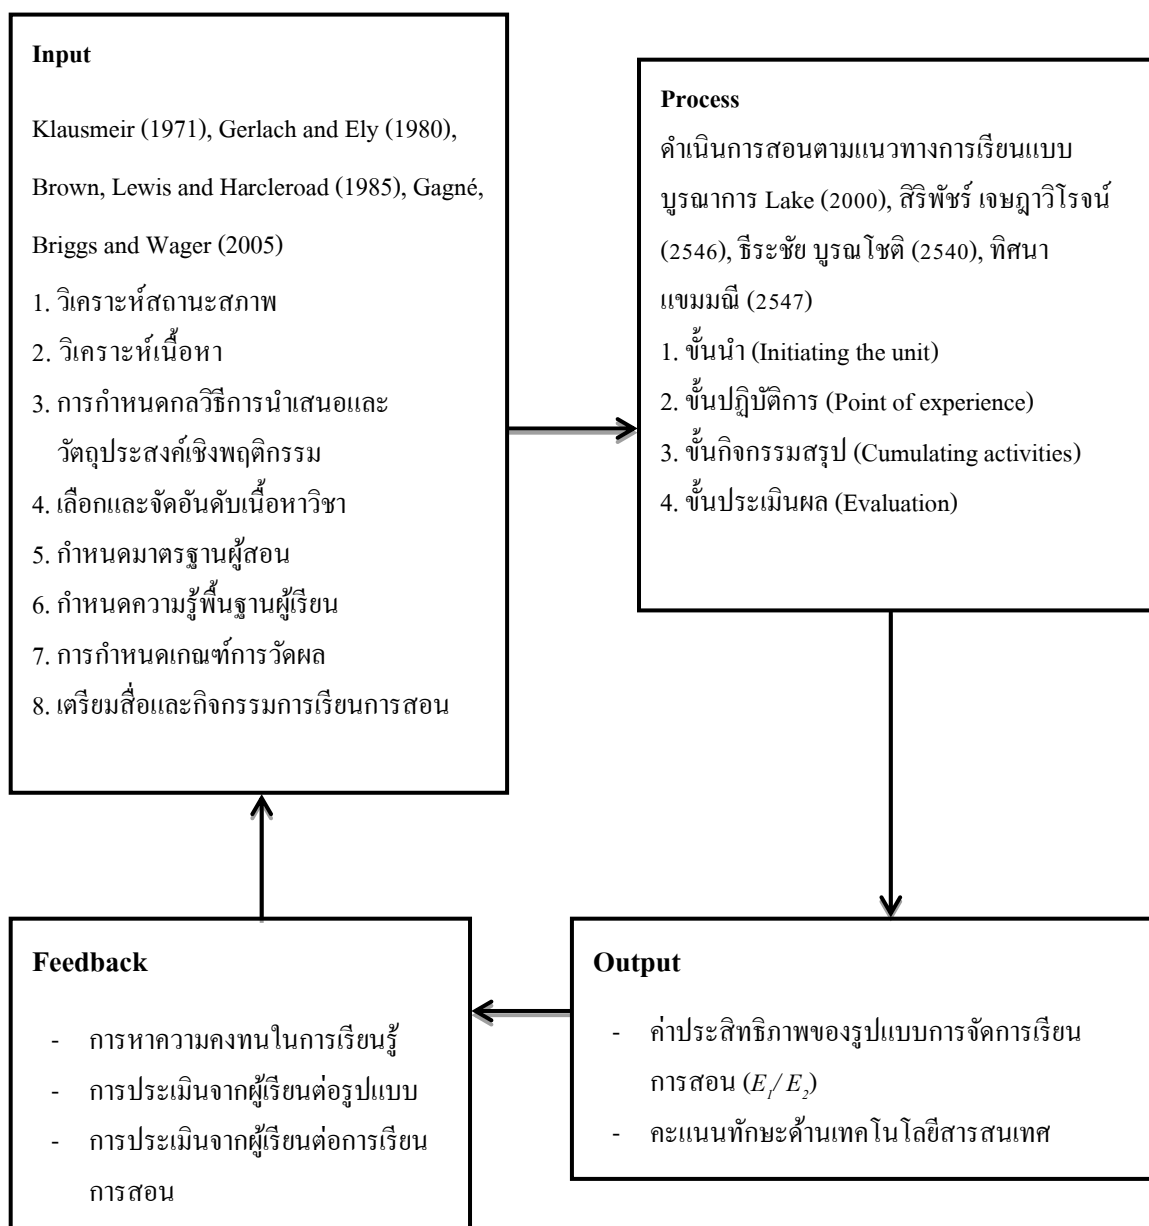 Input
Klausmeir (1971), Gerlach and Ely (1980),
Brown, Lewis and Harcleroad (1985), Gagné,
Briggs and Wager (2005)
1. วิเคราะห์สถานะสภาพ
2. วิเคราะห์เนื้อหา
3. การกำหนดกลวิธีการนำเสนอและ
วัตถุประสงค์เชิงพฤติกรรม
4. เลือกและจัดอันดับเนื้อหาวิชา
5. กำหนดมาตรฐานผู้สอน
6. กำหนดความรู้พื้นฐานผู้เรียน
7. การกำหนดเกณฑ์การวัดผล
8. เตรียมสื่อและกิจกรรมการเรียนการสอน
Process
ดำเนินการสอนตามแนวทางการเรียนแบบ
บูรณาการ Lake (2000), สิริพัชร์ เจษฎาวิโรจน์
(2546), ธีระชัย บูรณโชติ (2540), ทิศนา
แขมมณี (2547)
1. ขั้นนำ (Initiating the unit)
2. ขั้นปฏิบัติการ (Point of experience)
3. ขั้นกิจกรรมสรุป (Cumulating activities)
4. ขั้นประเมินผล (Evaluation)
Output
- ค่าประสิทธิภาพของรูปแบบการจัดการเรียน
การสอน (E1/ E2)
- คะแนนทักษะด้านเทคโนโลยีสารสนเทศ
Feedback
- การหาความคงทนในการเรียนรู้
- การประเมินจากผู้เรียนต่อรูปแบบ
- การประเมินจากผู้เรียนต่อการเรียน
การสอน